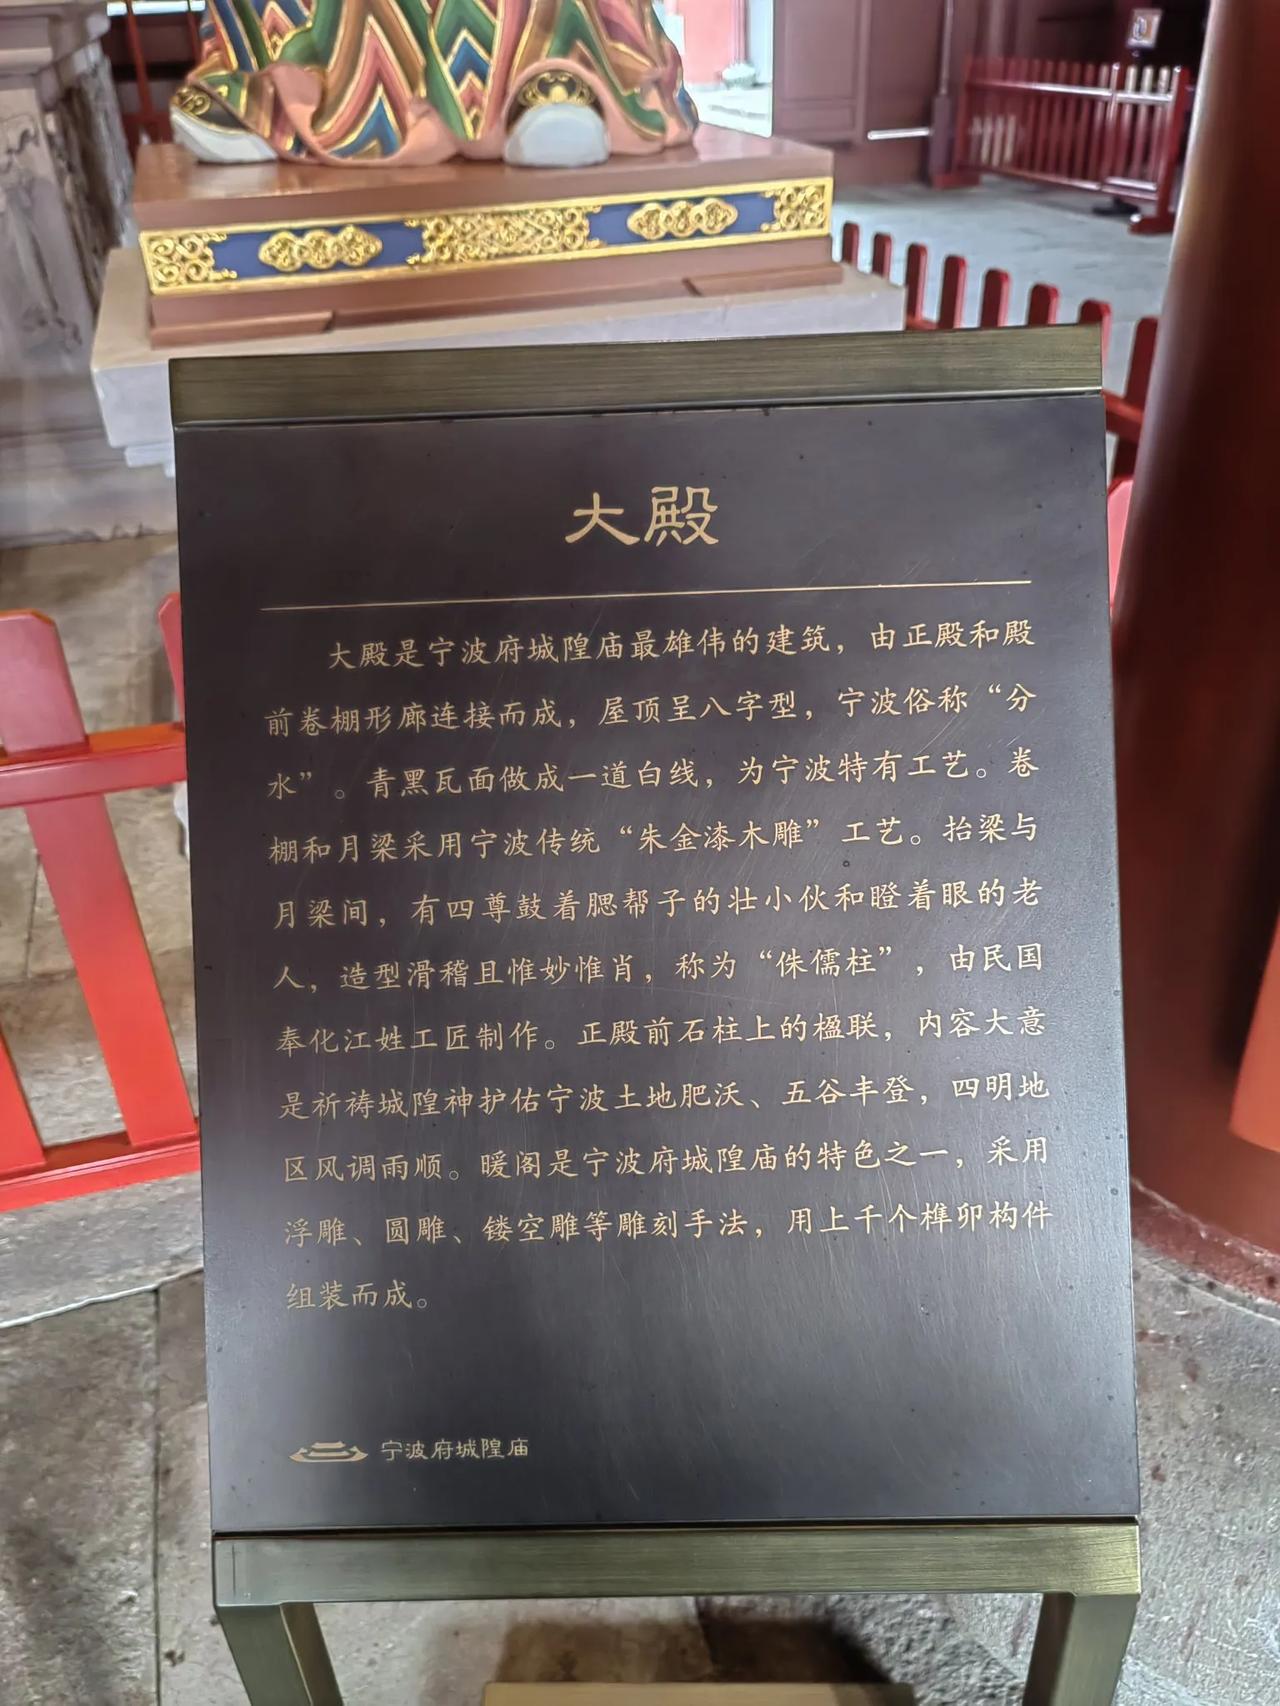 大殿
大殿是宁波府城隍庙最雄伟的建筑，由正殿和殿
前卷棚形廊连接而成，屋顶呈八字型，宁波俗称“分
水”。青黑瓦面做成一道白线，为宁波特有工艺。卷
棚和月梁采用宁波传统“朱金漆木雕”工艺。抬梁与
月梁间，有四尊鼓着腮帮子的壮小伙和瞪着眼的老
人，造型滑稽且惟妙惟肖，称为“侏儒柱”，由民国
奉化江姓工匠制作。正殿前石柱上的楹联，内容大意
是祈祷城隍神护佑宁波土地肥沃、五谷丰登，四明地
区风调雨顺。暖阁是宁波府城隍庙的特色之一，采用
浮雕、圆雕、镂空雕等雕刻手法，用上千个榫卯构件
组装而成。
宁波府城隍庙